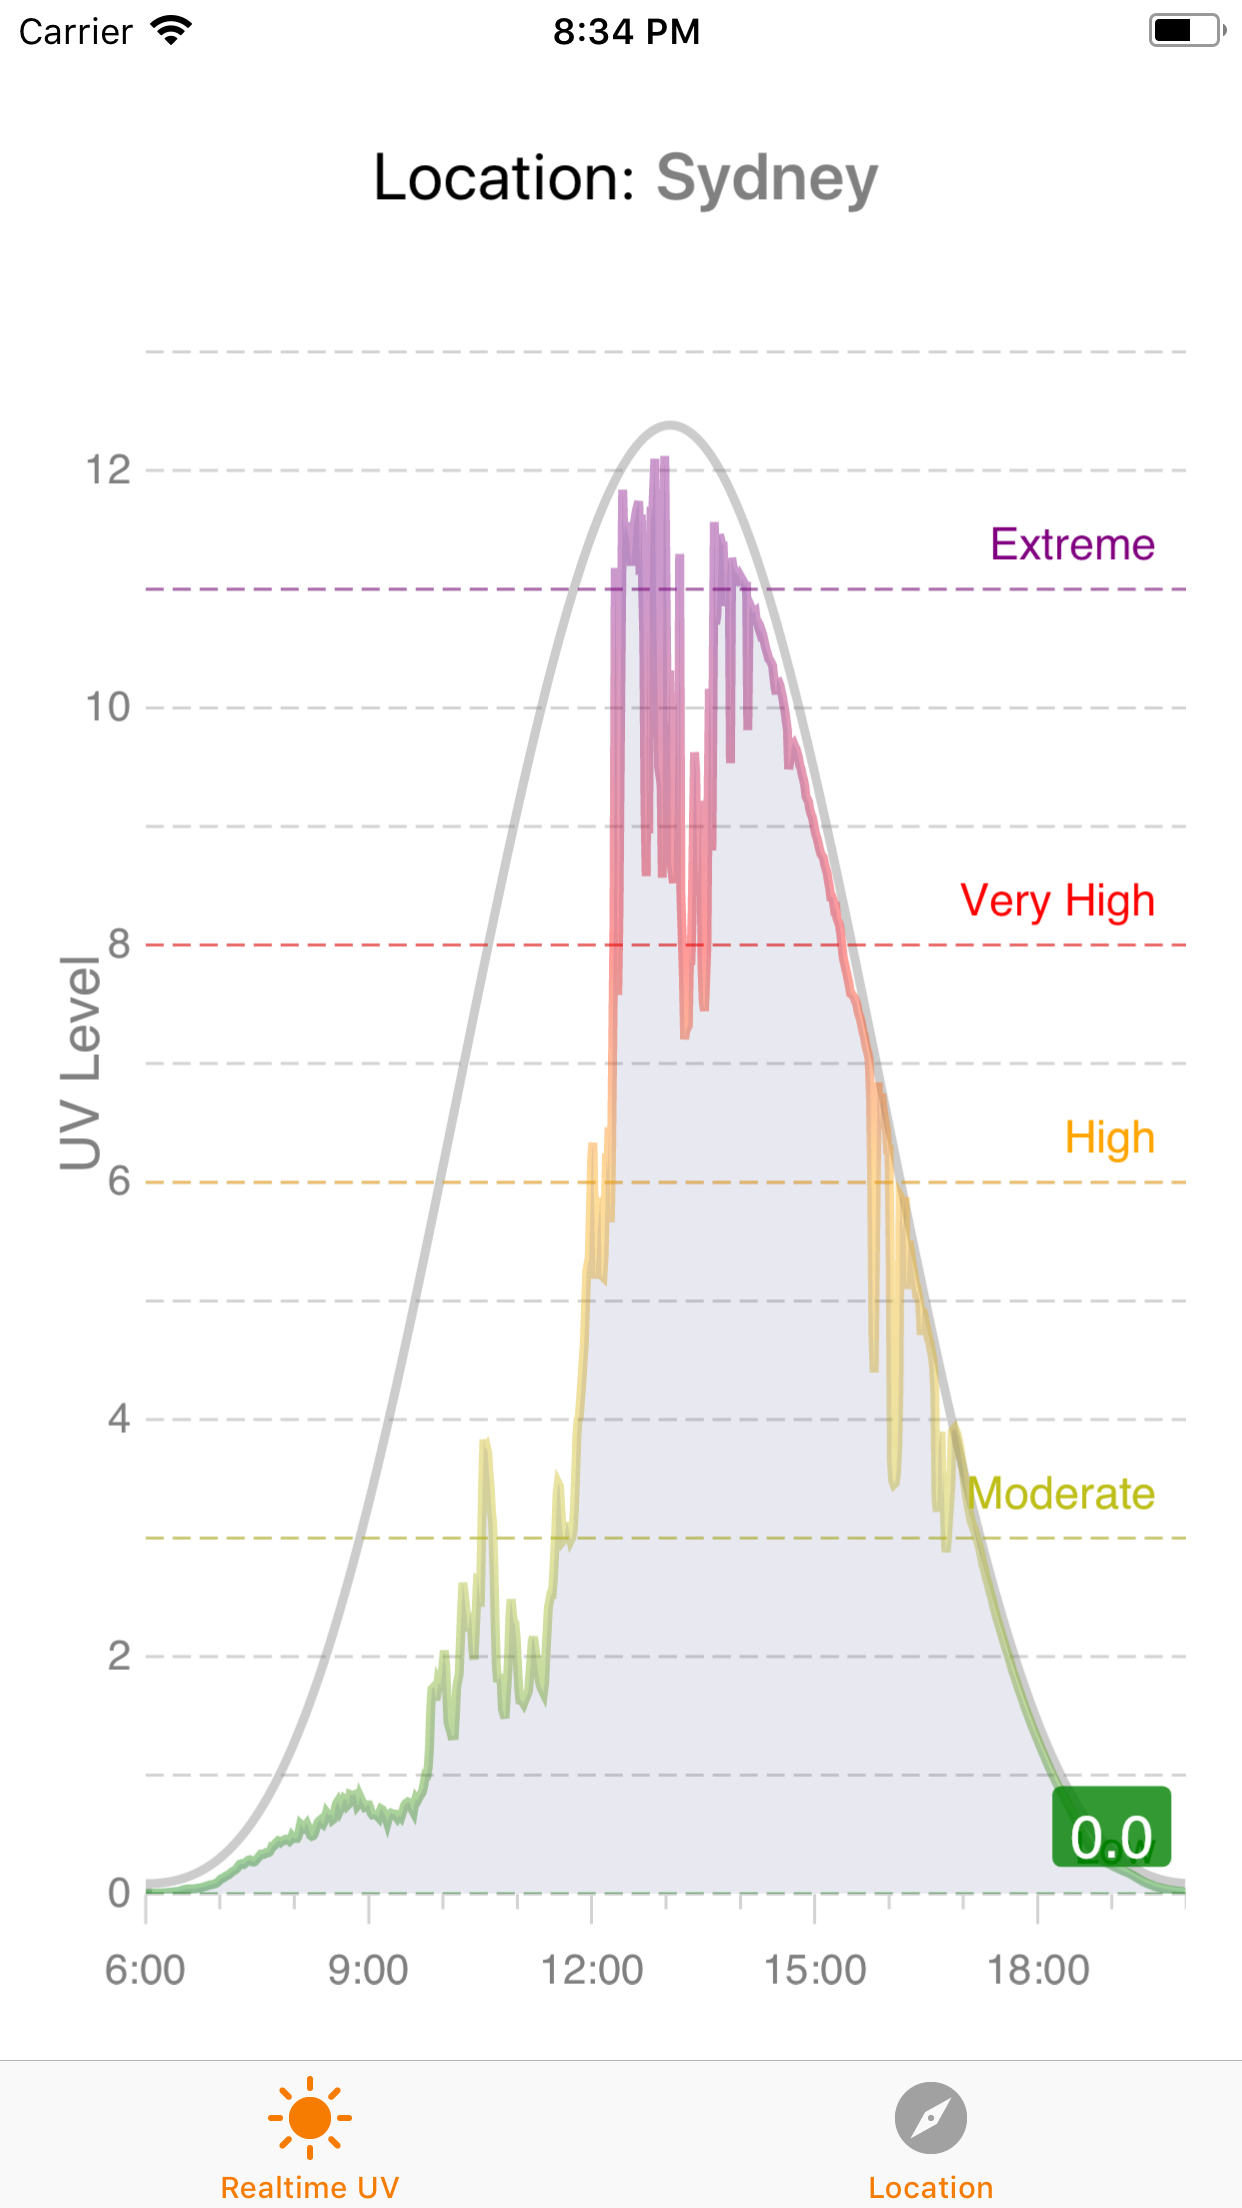 Carrier 8:34 PM
Location: Sydney
12
Extreme
10
Very High
8
UV Level
High
6
4
Moderate
2
0.0
Low
0
6:00 9:00 12:00 15:00 18:00
Realtime UV Location